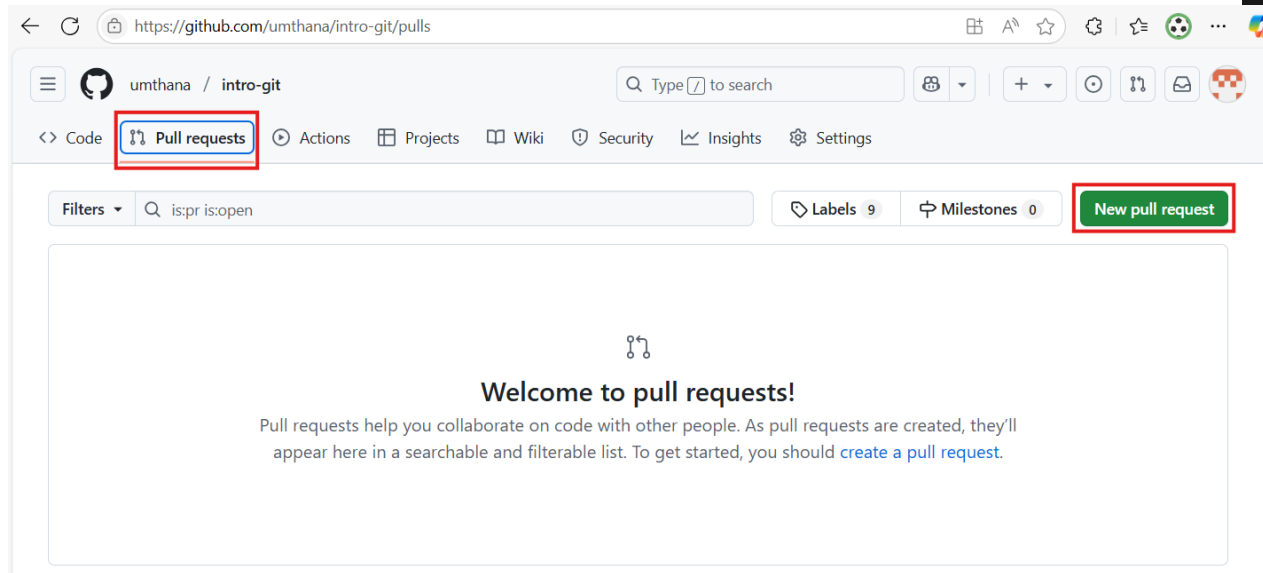 https://github.com/umthana/intro-git/pulls
umthana / intro-git
Type / to search
Code Pull requests Actions Projects Wiki Security Insights Settings
Filters is:pr is:open Labels 9 Milestones 0 New pull request
Welcome to pull requests!
Pull requests help you collaborate on code with other people. As pull requests are created, they’ll
appear here in a searchable and filterable list. To get started, you should create a pull request.